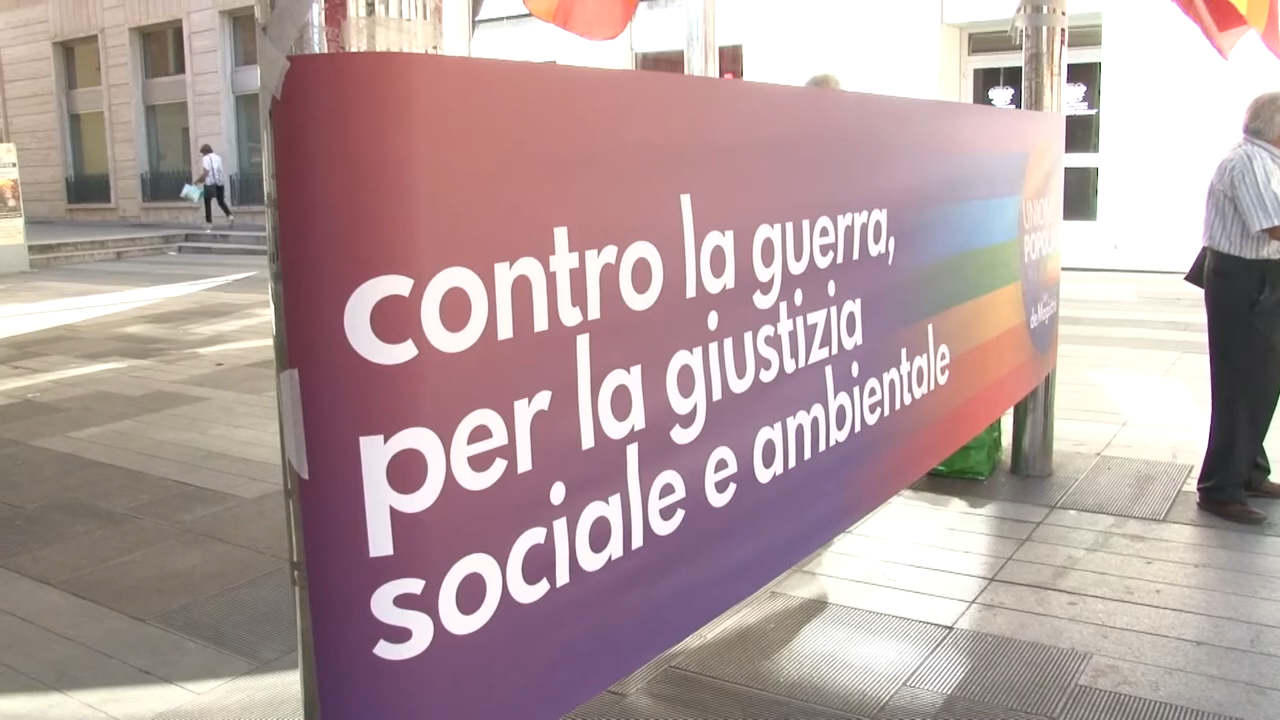 contro la guerra,
per la giustizia
sociale e ambientale
UNIONE
POPOLARE
de Magistris